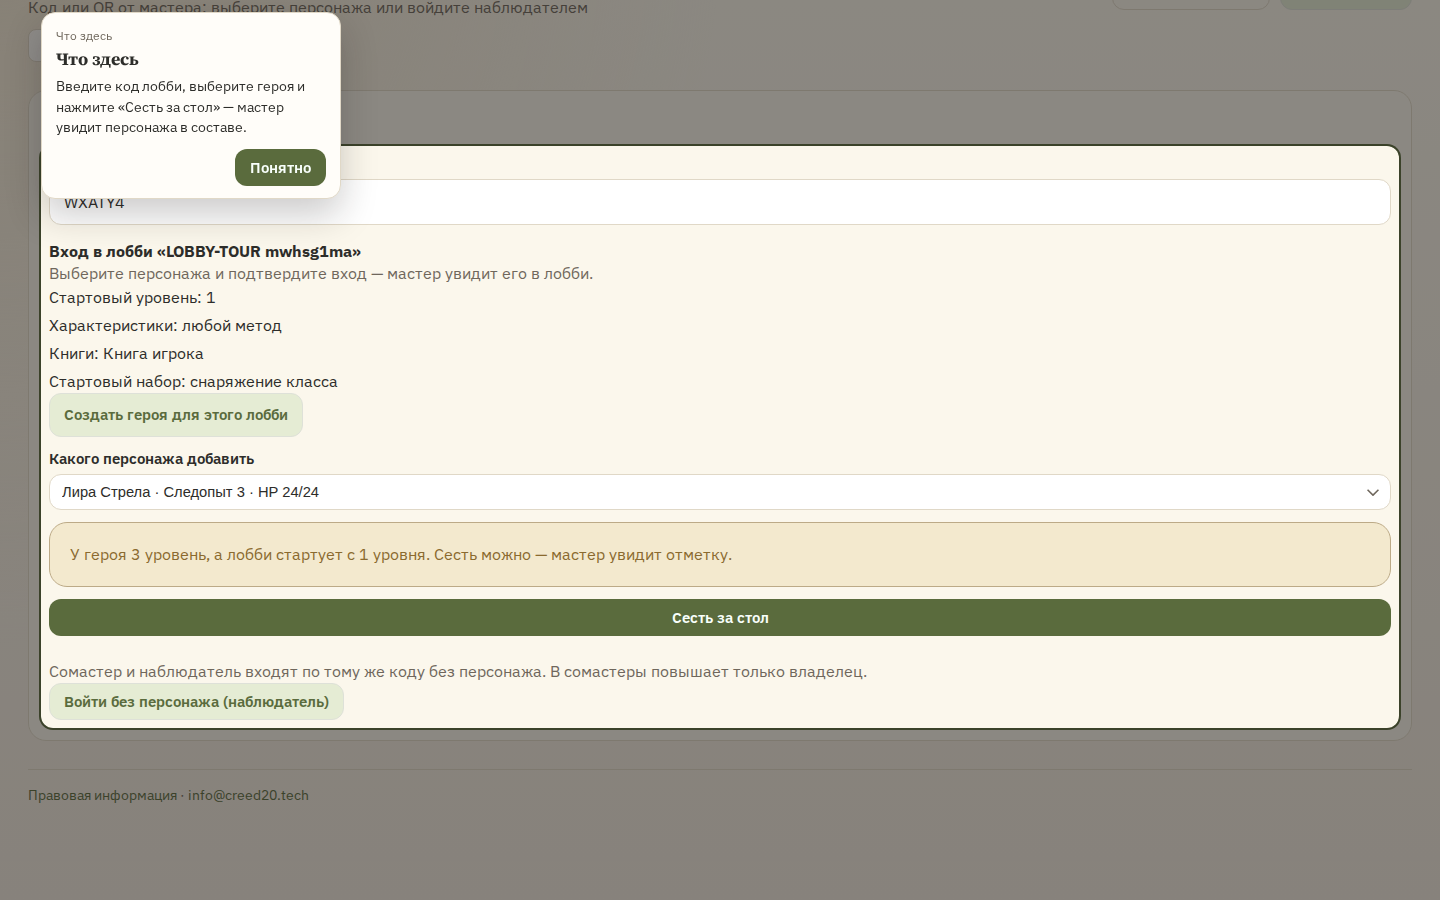 Код или QR от мастера: выберите персонажа или войдите наблюдателем
Что здесь
Что здесь
Введите код лобби, выберите героя и
нажмите «Сесть за стол» — мастер
увидит персонажа в составе.
Понятно
WXATY4
Вход в лобби «LOBBY-TOUR mwhsg1ma»
Выберите персонажа и подтвердите вход — мастер увидит его в лобби.
Стартовый уровень: 1
Характеристики: любой метод
Книги: Книга игрока
Стартовый набор: снаряжение класса
Создать героя для этого лобби
Какого персонажа добавить
Лира Стрела · Следопыт 3 · HP 24/24
У героя 3 уровень, а лобби стартует с 1 уровня. Сесть можно — мастер увидит отметку.
Сесть за стол
Сомастер и наблюдатель входят по тому же коду без персонажа. В сомастеры повышает только владелец.
Войти без персонажа (наблюдатель)
Правовая информация · info@creed20.tech